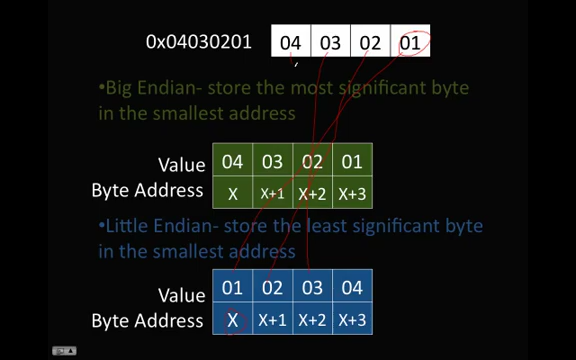 0x04030201 04 03 02 01
•Big Endian- store the most significant byte
in the smallest address
Value 04 03 02 01
Byte Address X X+1 X+2 X+3
•Little Endian- store the least significant byte
in the smallest address
Value 01 02 03 04
Byte Address X X+1 X+2 X+3